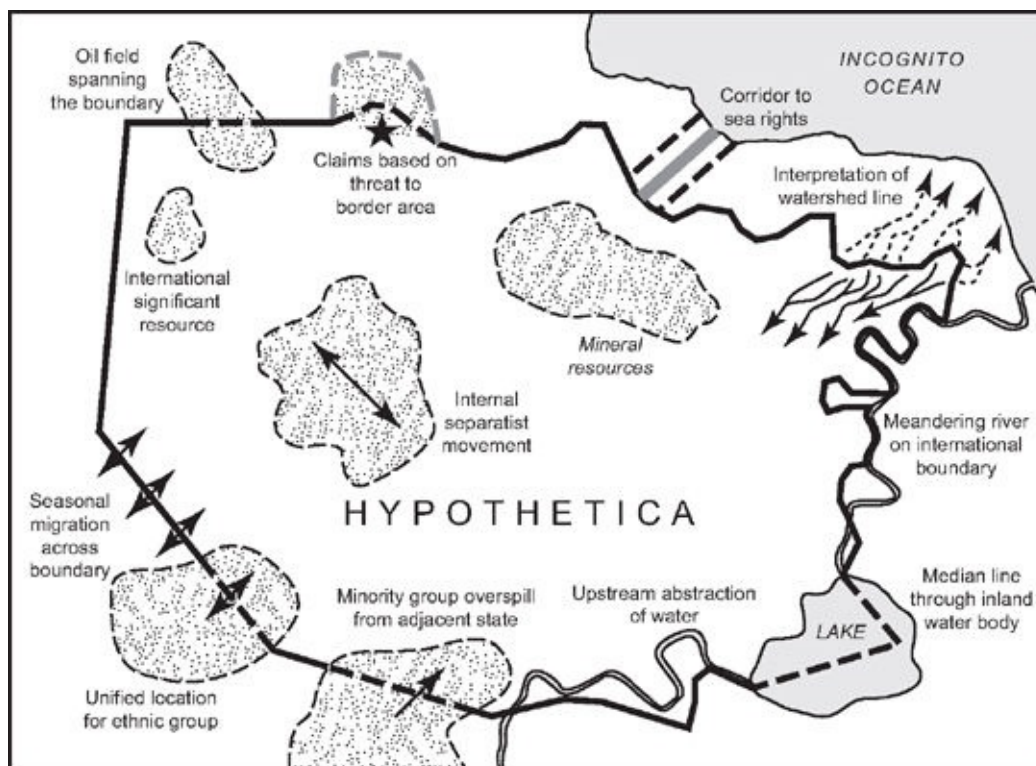 Oil field
spanning
the boundary
INCOGNITO
OCEAN
Corridor to
sea rights
Claims based on
threat to
border area
Interpretation of
watershed line
International
significant
resource
Mineral
resources
Internal
separatist
movement
Meandering river
on international
boundary
HYPOTHETICA
Seasonal
migration
across
boundary
Minority group overspill
from adjacent state
Upstream abstraction
of water
Median line
through inland
water body
LAKE
Unified location
for ethnic group